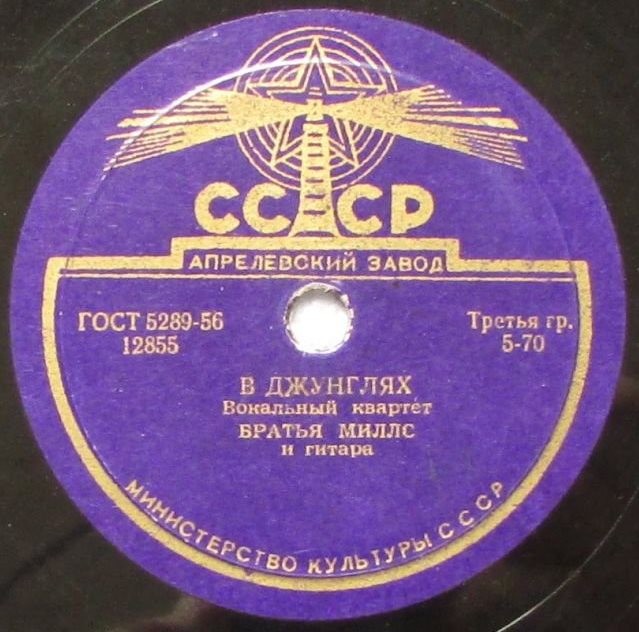 СССР
АПРЕЛЕВСКИЙ ЗАВОД
ГОСТ 5289-56
12855
Третья гр.
5-70
В ДЖУНГЛЯХ
Вокальный квартет
БРАТЬЯ МИЛЛС
и гитара
МИНИСТЕРСТВО КУЛЬТУРЫ СССР